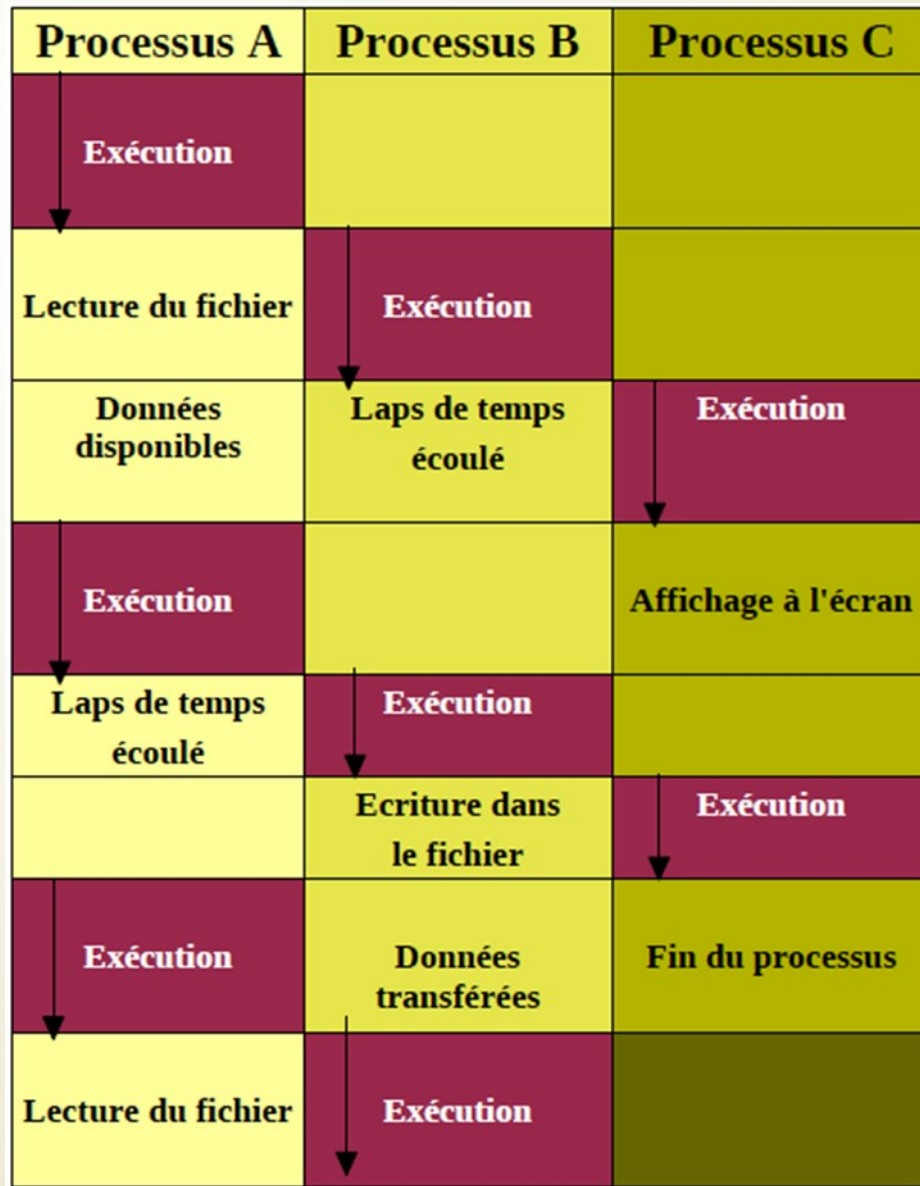 Processus A
Processus B
Processus C
Exécution
Lecture du fichier
Exécution
Données
disponibles
Laps de temps
écoulé
Exécution
Exécution
Affichage à l'écran
Laps de temps
écoulé
Exécution
Ecriture dans
le fichier
Exécution
Exécution
Données
transférées
Fin du processus
Lecture du fichier
Exécution